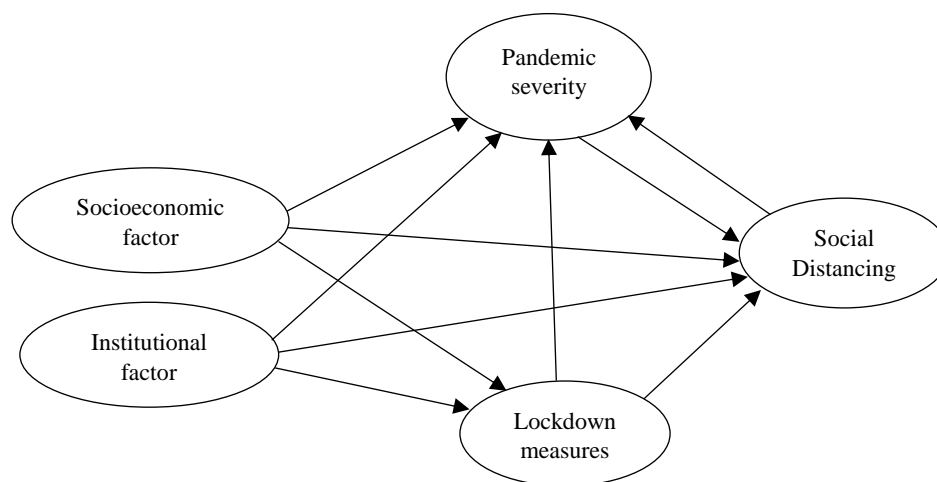 Pandemic
severity
Socioeconomic
factor
Social
Distancing
Institutional
factor
Lockdown
measures